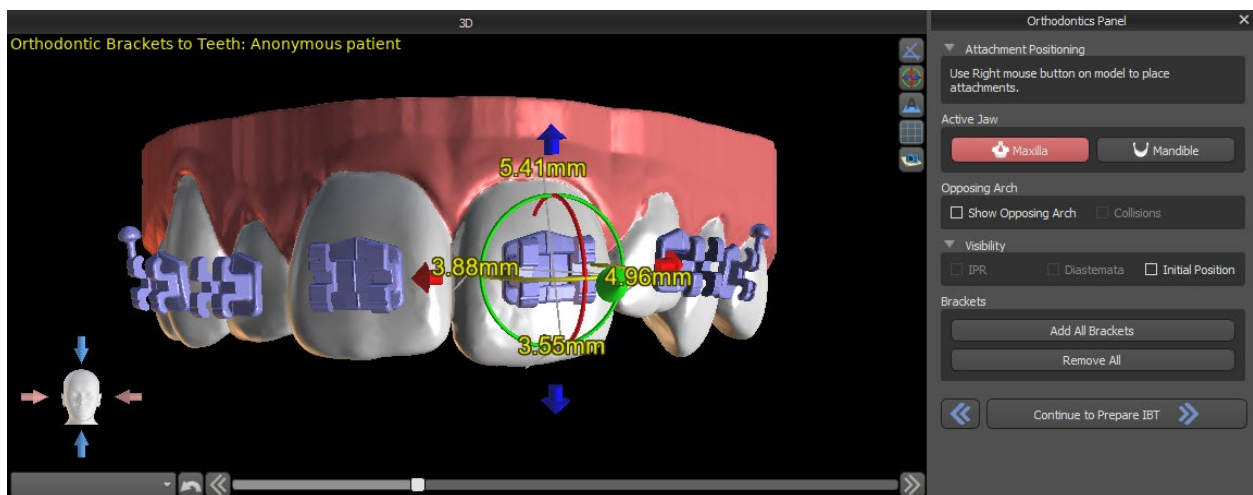 3D
Orthodontic Brackets to Teeth: Anonymous patient
5.41mm
3.88mm
4.96mm
3.55mm
Orthodontics Panel
Attachment Positioning
Use Right mouse button on model to place
attachments.
Active Jaw
Maxilla
Mandible
Opposing Arch
Show Opposing Arch
Collisions
Visibility
IPR
Diastemata
Initial Position
Brackets
Add All Brackets
Remove All
Continue to Prepare IBT